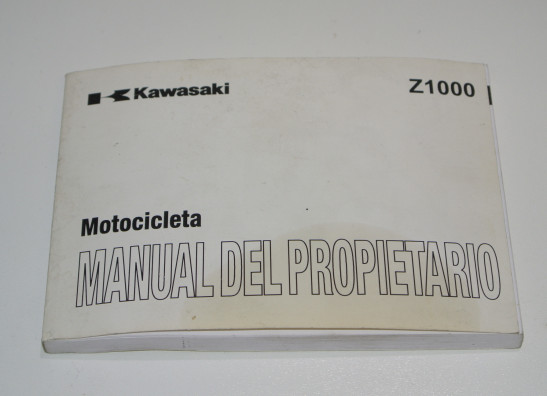 Kawasaki
Z1000
Motocicleta
MANUAL DEL PROPIETARIO